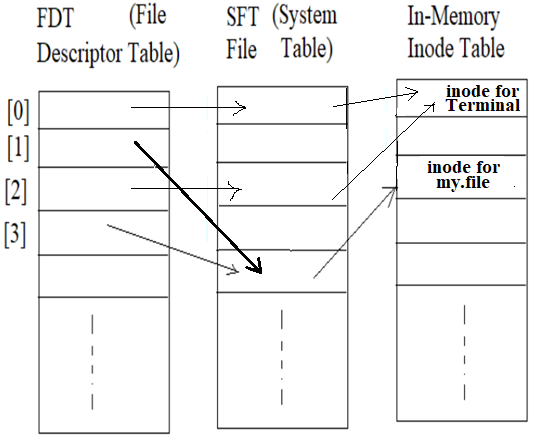 FDT (File
Descriptor Table)
SFT (System
File Table)
In-Memory
Inode Table
[0]
[1]
[2]
[3]
inode for
Terminal
inode for
my.file